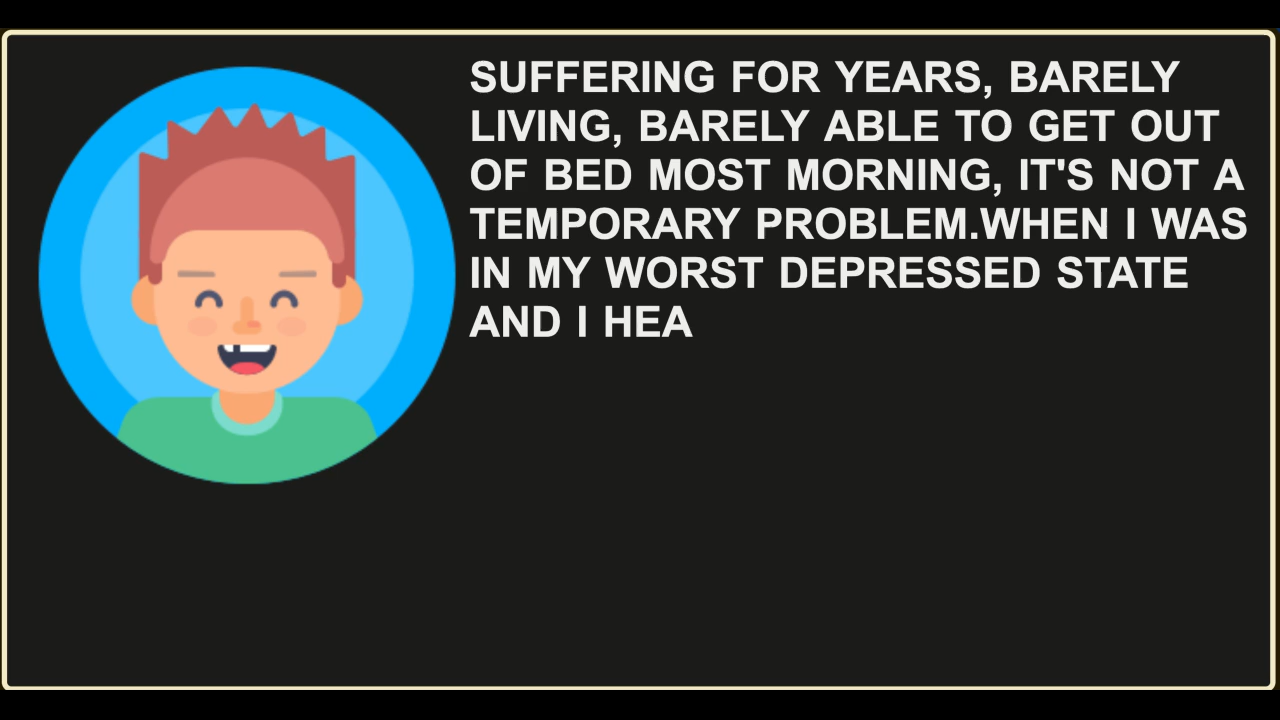 SUFFERING FOR YEARS, BARELY
LIVING, BARELY ABLE TO GET OUT
OF BED MOST MORNING, IT'S NOT A
TEMPORARY PROBLEM.WHEN I WAS
IN MY WORST DEPRESSED STATE
AND I HEA